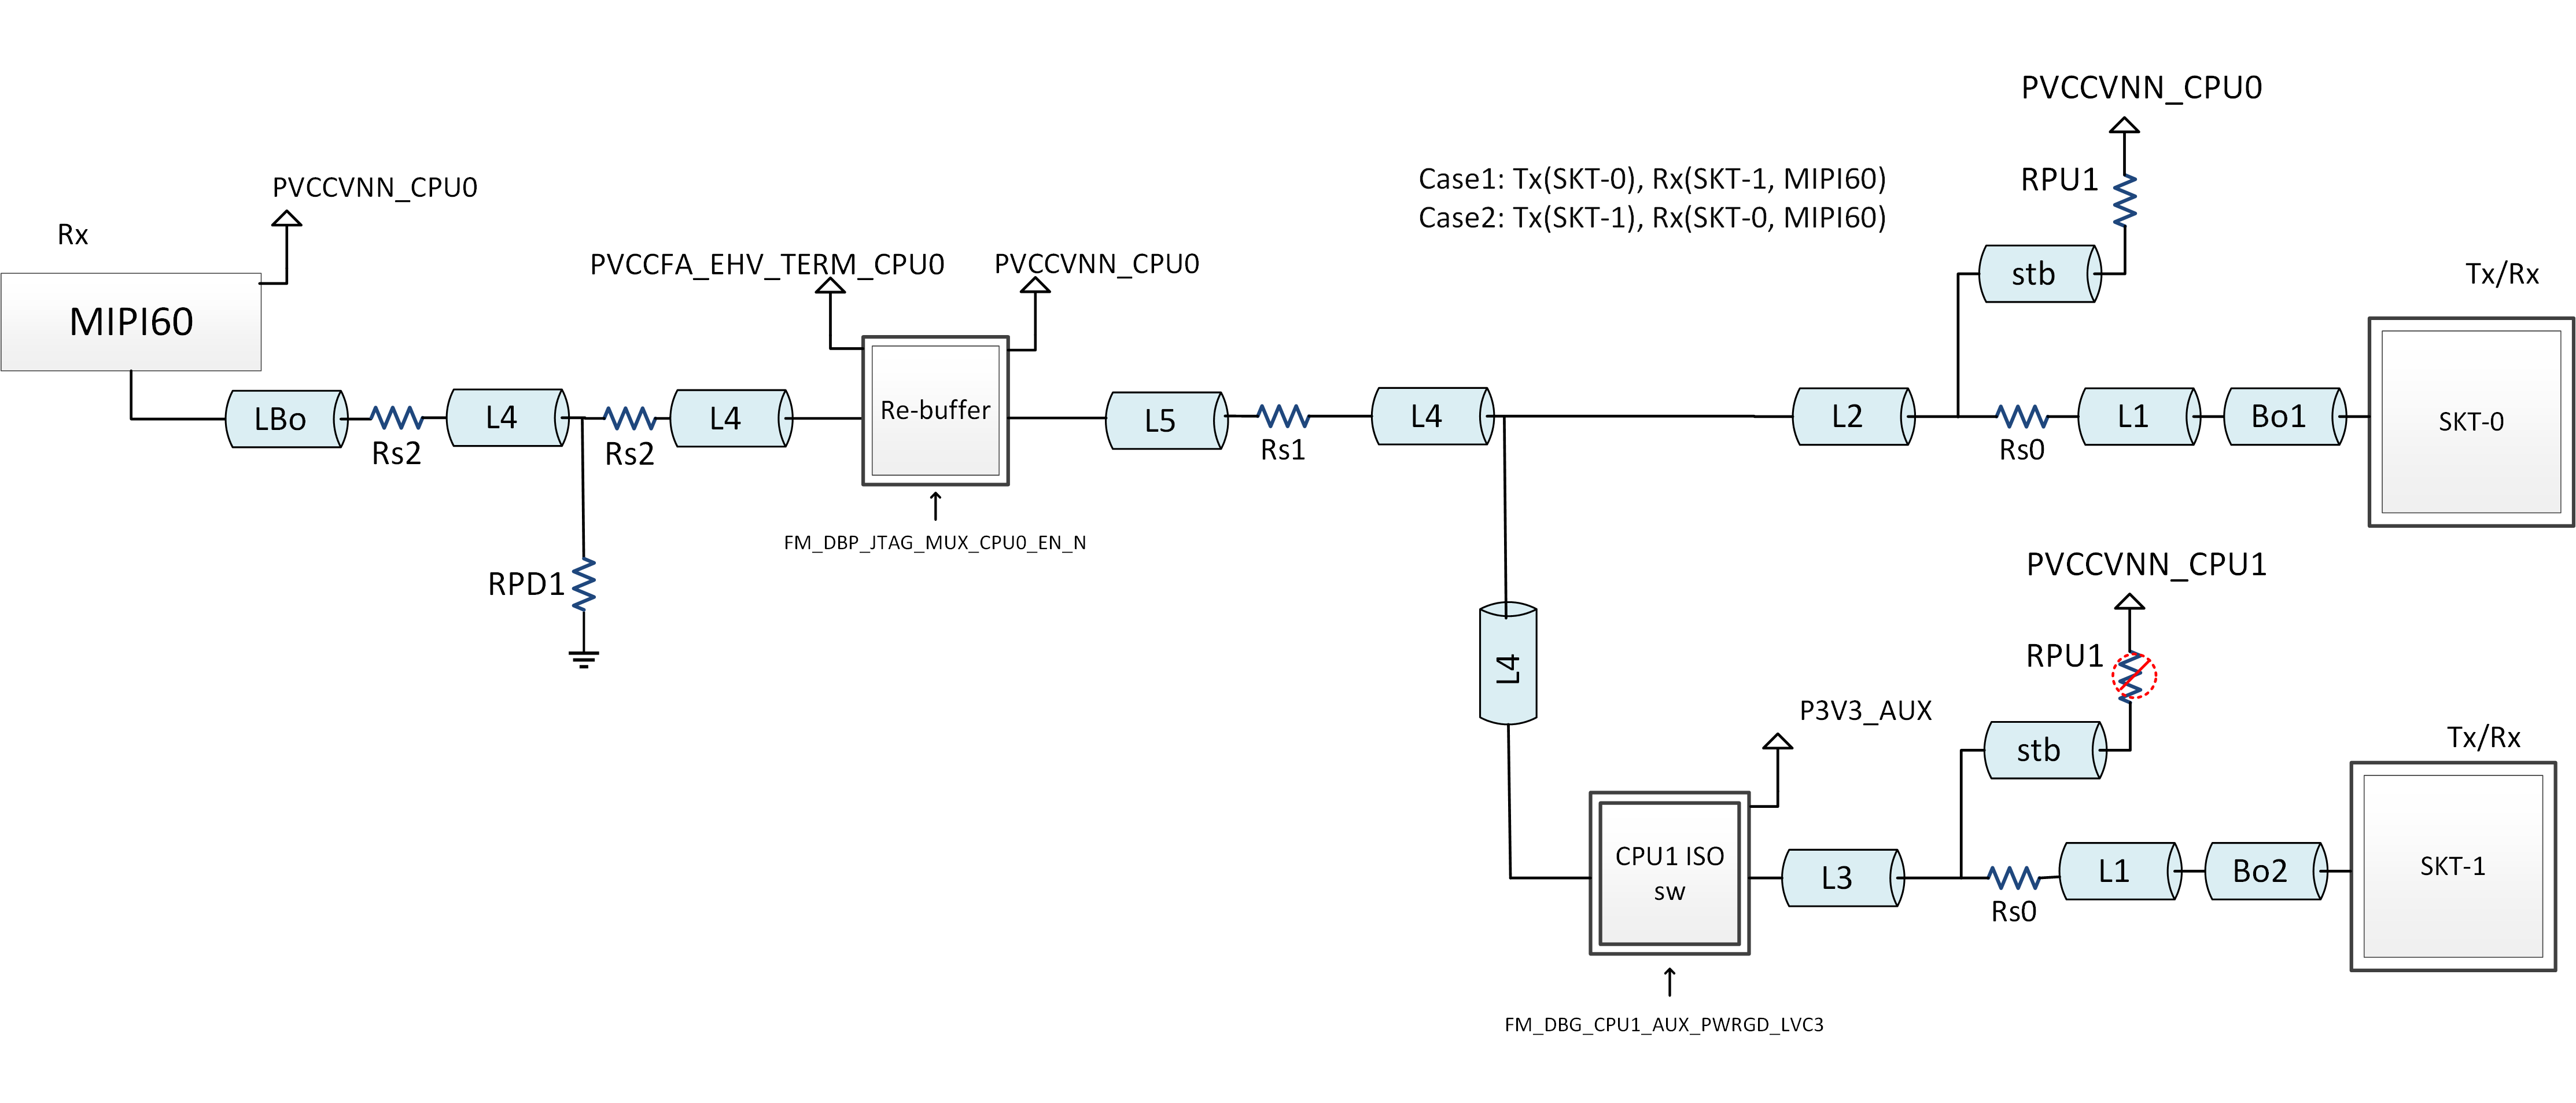 PVCCVNN_CPU0
RPU1
Case1: Tx(SKT-0), Rx(SKT-1, MIPI60)
Case2: Tx(SKT-1), Rx(SKT-0, MIPI60)
PVCCVNN_CPU0
Rx
MIPI60
PVCCFA_EHV_TERM_CPU0
PVCCVNN_CPU0
stb
Tx/Rx
LBo
Rs2
L4
Rs2
L4
Re-buffer
L5
Rs1
L4
L2
Rs0
L1
Bo1
SKT-0
FM_DBP_JTAG_MUX_CPU0_EN_N
RPD1
PVCCVNN_CPU1
RPU1
L4
P3V3_AUX
stb
Tx/Rx
CPU1 ISO
sw
L3
Rs0
L1
Bo2
SKT-1
FM_DBG_CPU1_AUX_PWRGD_LVC3